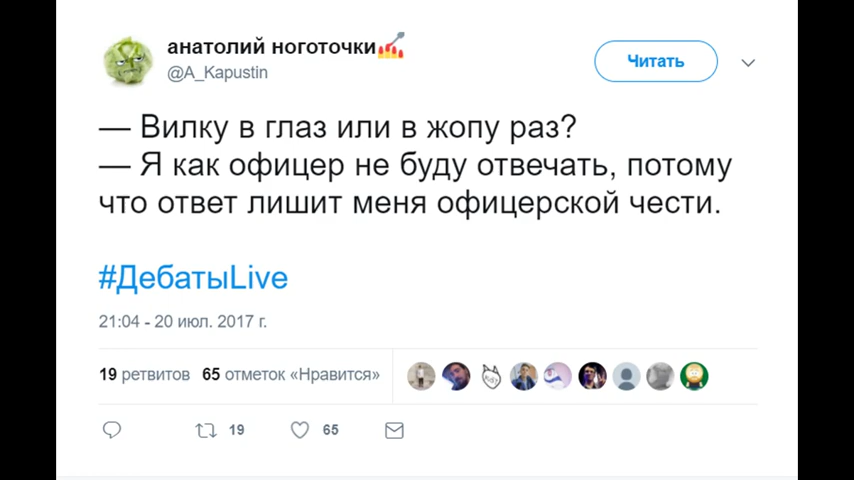 анатолий ноготочки💅
@A_Kapustin
Читать
— Вилку в глаз или в жопу раз?
— Я как офицер не буду отвечать, потому
что ответ лишит меня офицерской чести.
#ДебатыLive
21:04 - 20 июл. 2017 г.
19 ретвитов 65 отметок «Нравится»
19 65